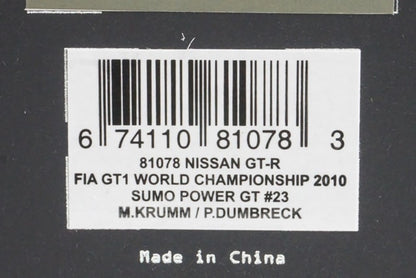 6 74110 81078 3
81078 NISSAN GT-R
FIA GT1 WORLD CHAMPIONSHIP 2010
SUMO POWER GT #23
M.KRUMM / P.DUMBRECK
Made in China